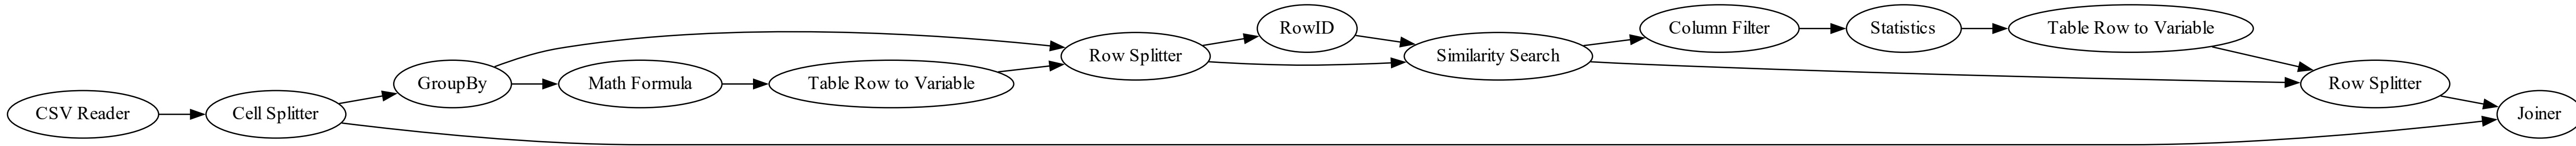 CSV Reader
Cell Splitter
GroupBy
Math Formula
Table Row to Variable
Row Splitter
RowID
Similarity Search
Column Filter
Statistics
Table Row to Variable
Row Splitter
Joiner